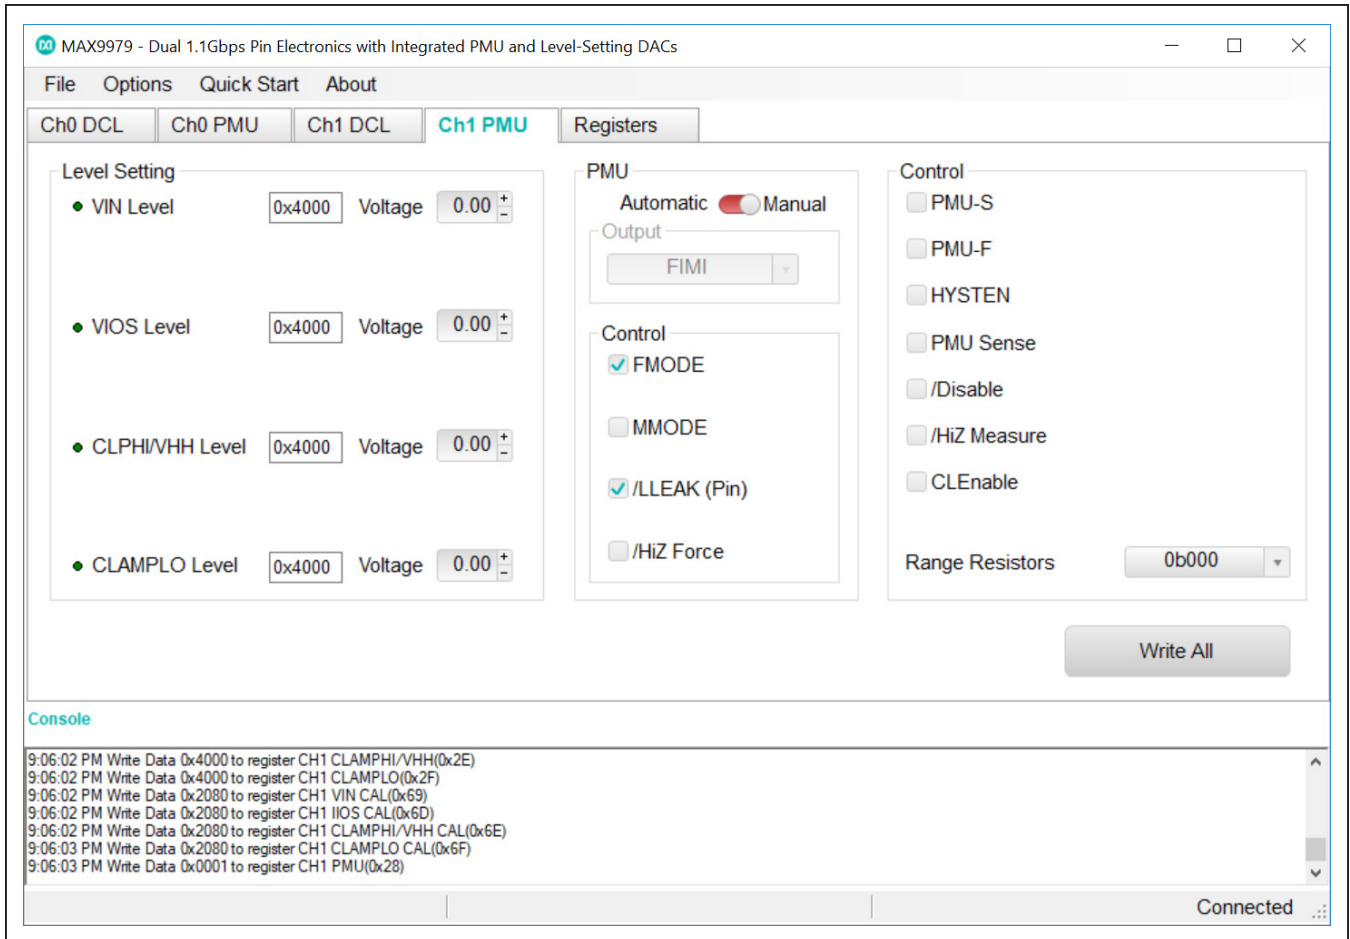 MAX9979 - Dual 1.1Gbps Pin Electronics with Integrated PMU and Level-Setting DACs
File Options Quick Start About
Ch0 DCL Ch0 PMU Ch1 DCL Ch1 PMU Registers
Level Setting
VIN Level 0x4000 Voltage 0.00 + -
VIOS Level 0x4000 Voltage 0.00 + -
CLPHI/VHH Level 0x4000 Voltage 0.00 + -
CLAMPLO Level 0x4000 Voltage 0.00 + -
PMU
Automatic Manual
Output
FIMI
Control
FMODE
MMODE
/LLEAK (Pin)
/HiZ Force
Control
PMU-S
PMU-F
HYSTEN
PMU Sense
/Disable
/HiZ Measure
CLEnable
Range Resistors 0b000
Write All
Console
9:06:02 PM Write Data 0x4000 to register CH1 CLAMPHI/VHH(0x2E)
9:06:02 PM Write Data 0x4000 to register CH1 CLAMPLO(0x2F)
9:06:02 PM Write Data 0x2080 to register CH1 VIN CAL(0x69)
9:06:02 PM Write Data 0x2080 to register CH1 IIOS CAL(0x6D)
9:06:02 PM Write Data 0x2080 to register CH1 CLAMPHI/VHH CAL(0x6E)
9:06:03 PM Write Data 0x2080 to register CH1 CLAMPLO CAL(0x6F)
9:06:03 PM Write Data 0x0001 to register CH1 PMU(0x28)
Connected